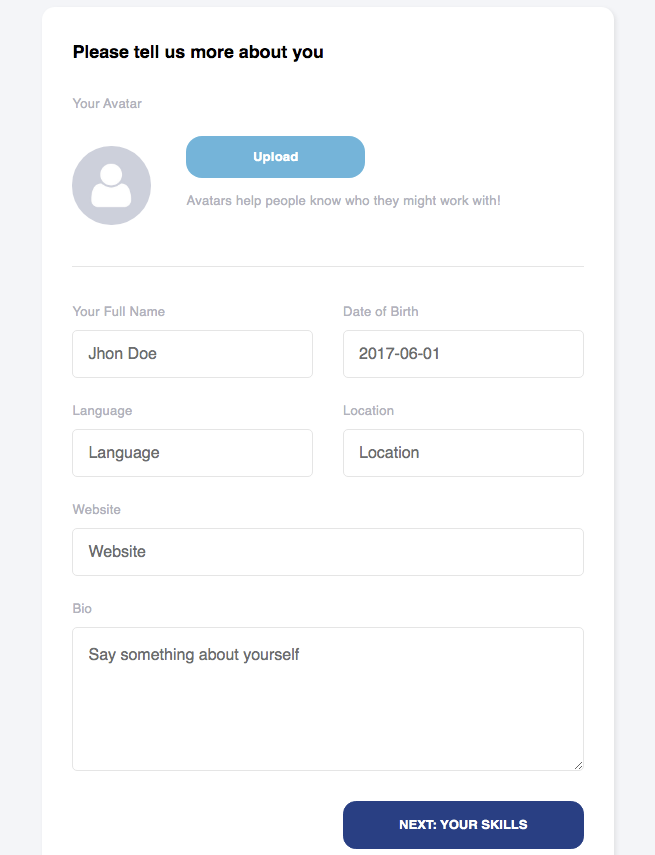 Please tell us more about you
Your Avatar
Upload
Avatars help people know who they might work with!
Your Full Name
Date of Birth
Jhon Doe
2017-06-01
Language
Location
Language
Location
Website
Website
Bio
Say something about yourself
NEXT: YOUR SKILLS